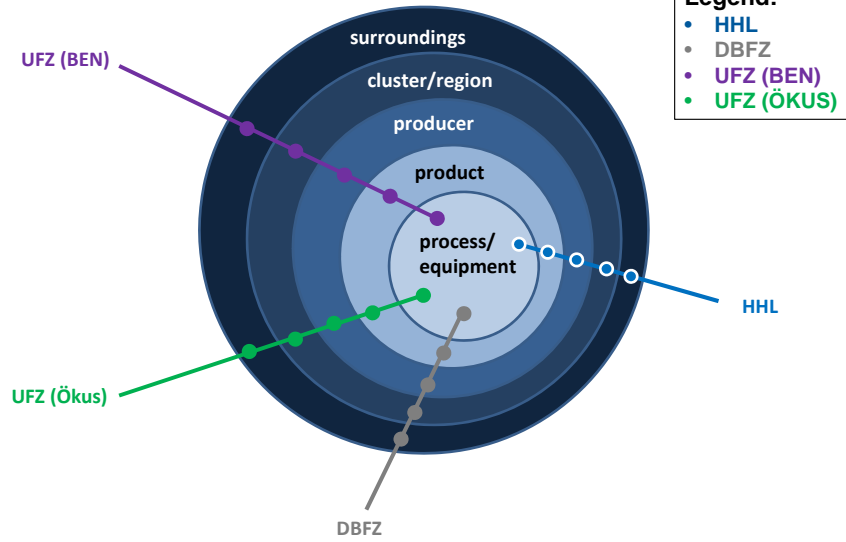 Legend:
• HHL
• DBFZ
• UFZ (BEN)
• UFZ (ÖKUS)
surroundings
UFZ (BEN)
cluster/region
producer
product
process/
equipment
HHL
UFZ (Ökus)
DBFZ